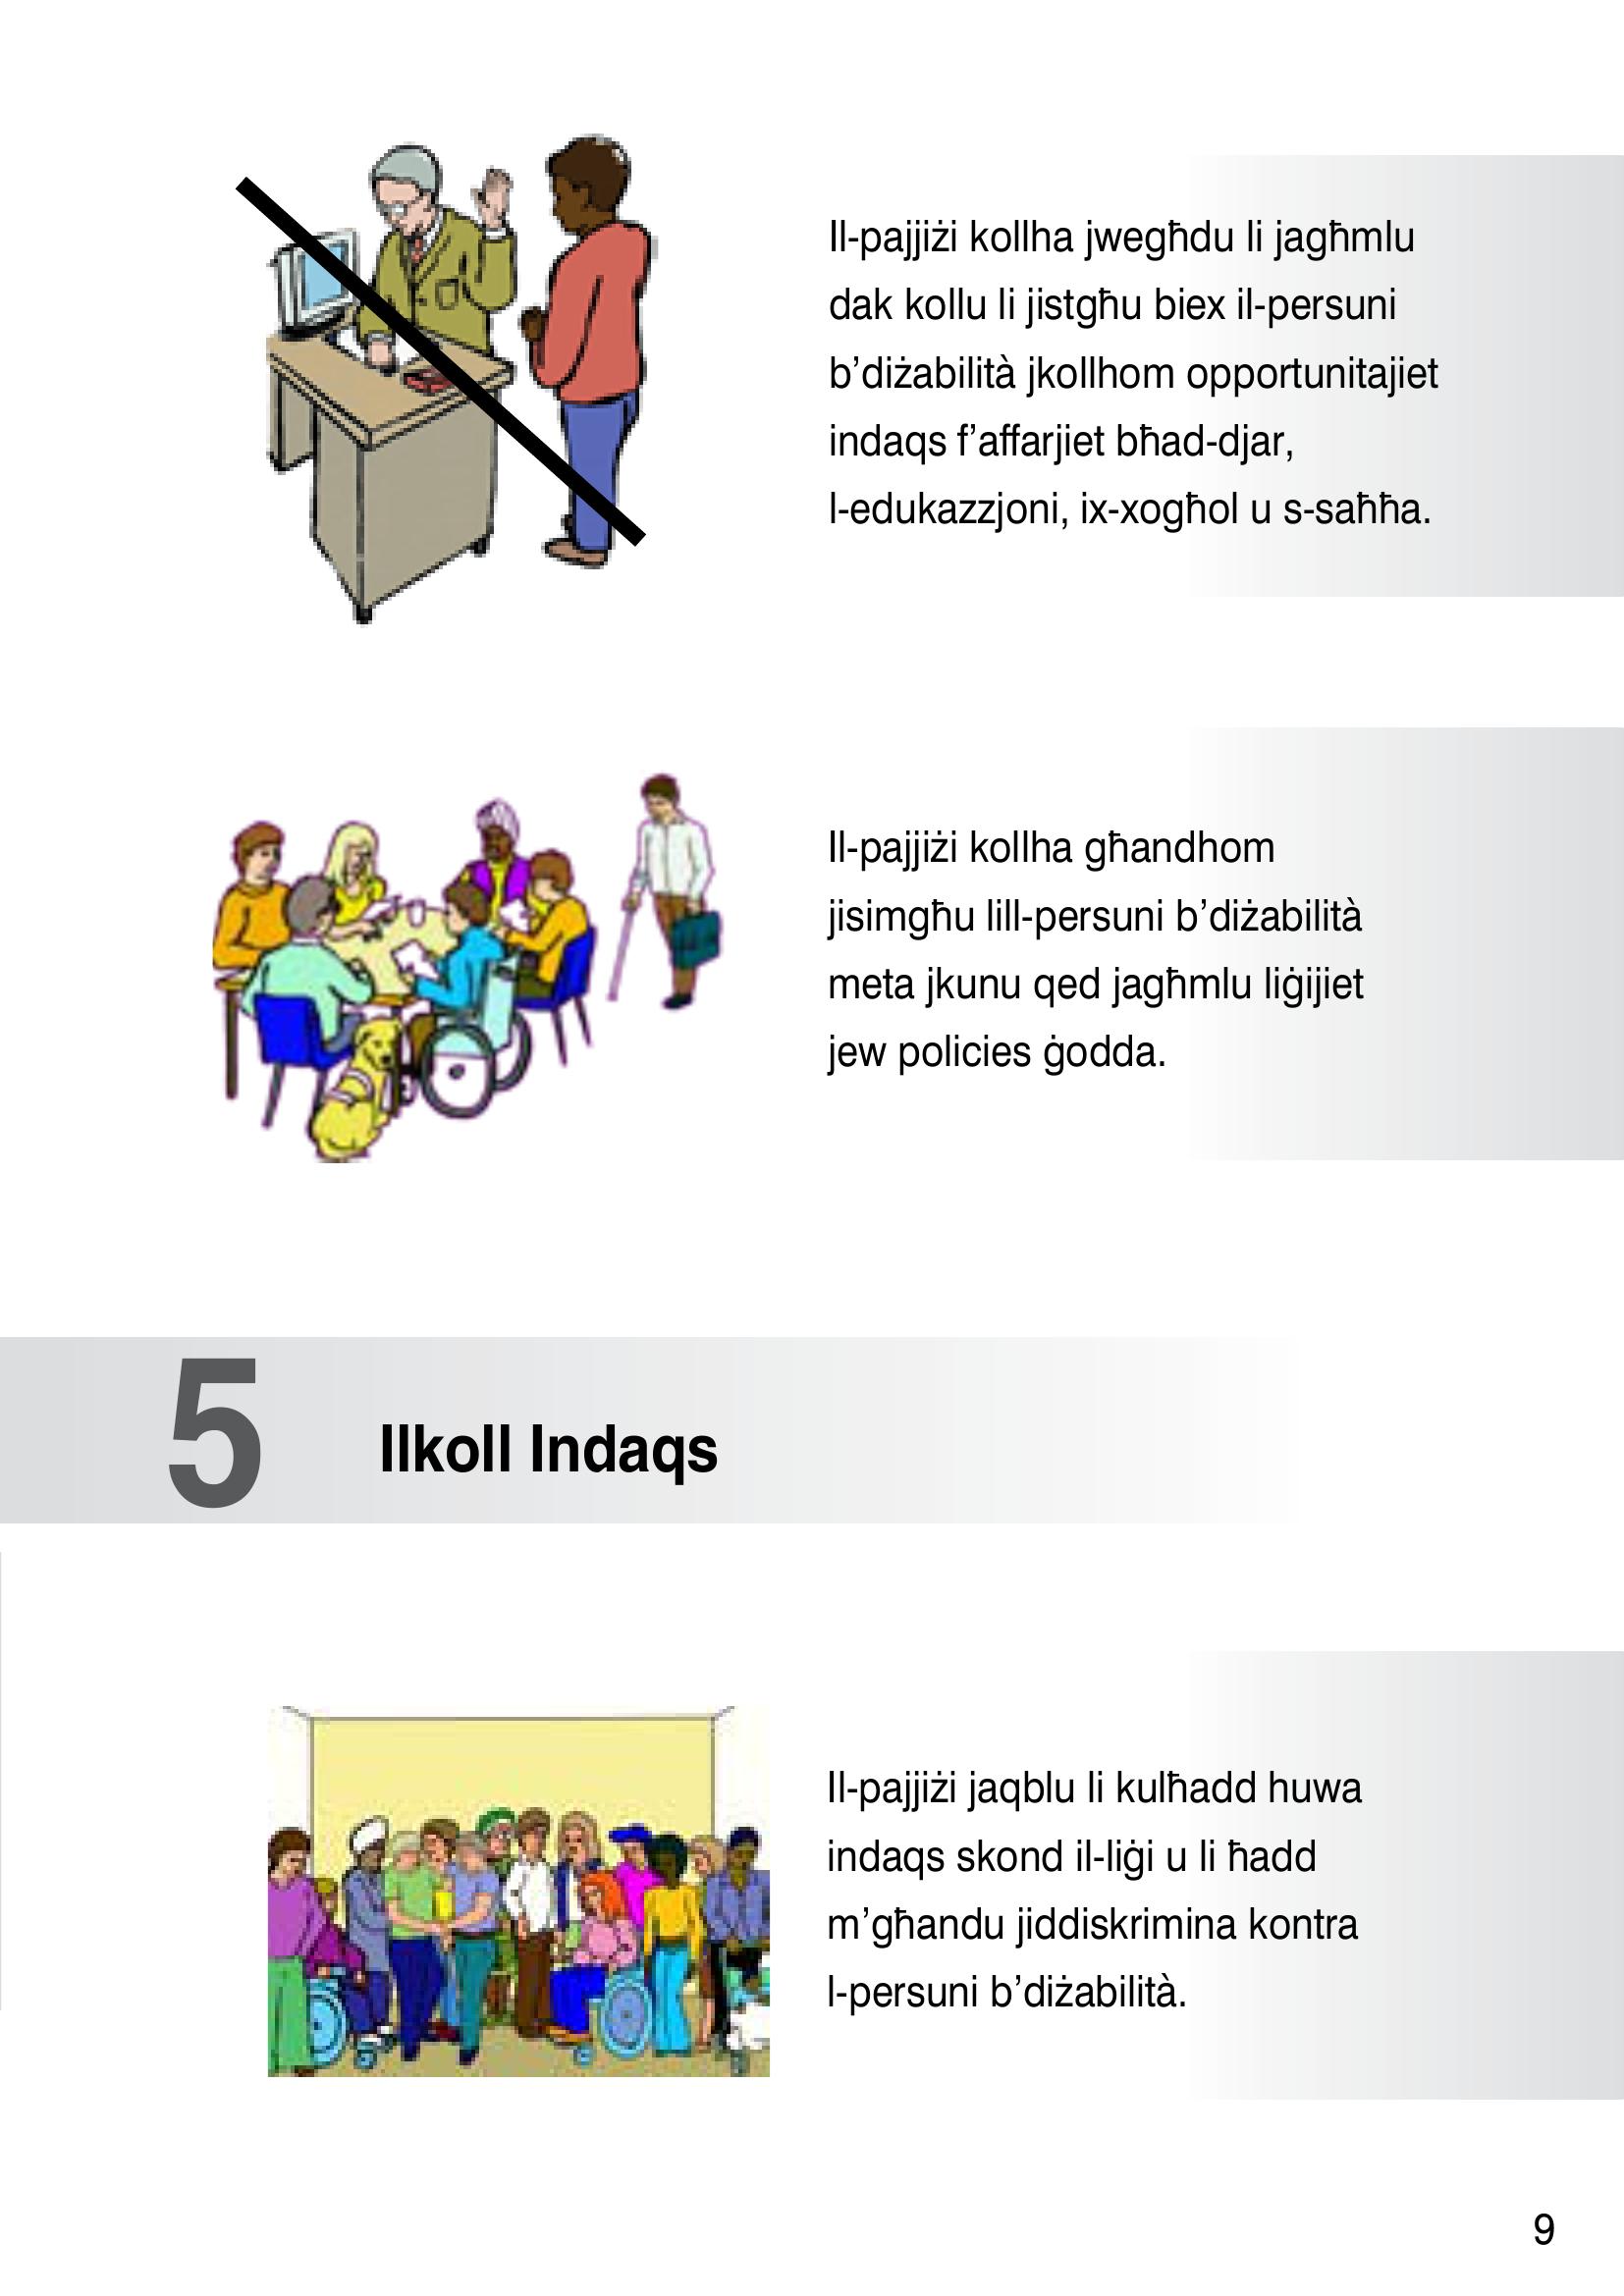 Il-pajjiżi kollha jwegħdu li jagħmlu
dak kollu li jistgħu biex il-persuni
b’diżabilità jkollhom opportunitajiet
indaqs f’affarjiet bħad-djar,
l-edukazzjoni, ix-xogħol u s-saħħa.
Il-pajjiżi kollha għandhom
jisimgħu lill-persuni b’diżabilità
meta jkunu qed jagħmlu liġijiet
jew policies ġodda.
5 Ilkoll Indaqs
Il-pajjiżi jaqblu li kulħadd huwa
indaqs skond il-liġi u li ħadd
m’għandu jiddiskrimina kontra
l-persuni b’diżabilità.
9